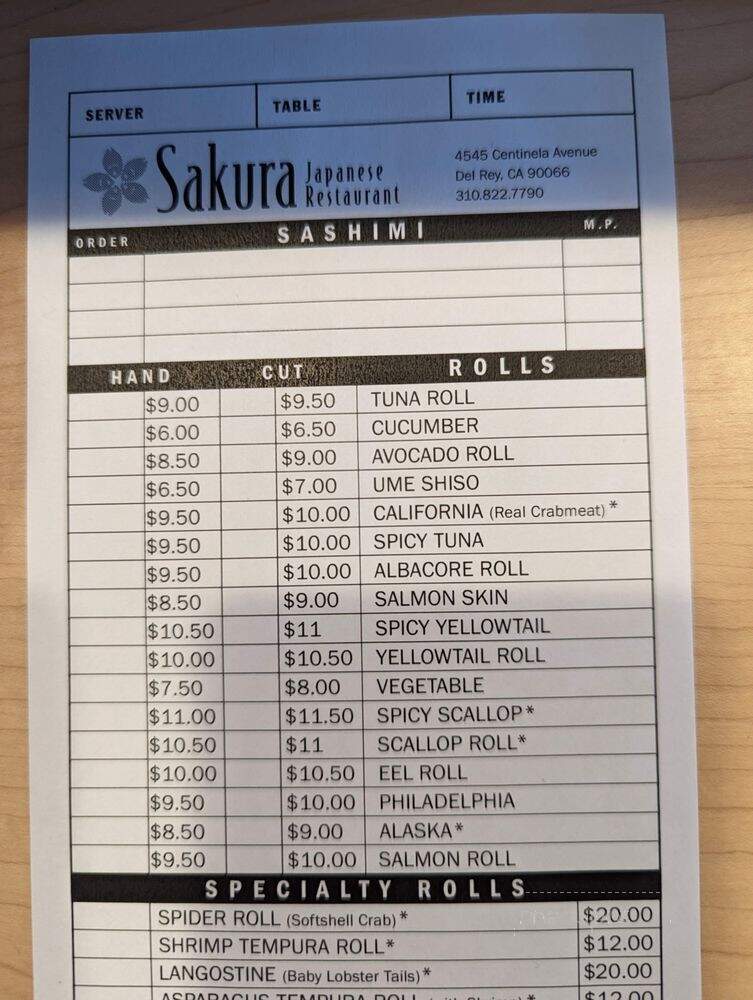 SERVER TABLE TIME
Sakura Japanese Restaurant
4545 Centinela Avenue
Del Rey, CA 90066
310.822.7790
ORDER SASHIMI M.P.
HAND CUT ROLLS
$9.00 $9.50 TUNA ROLL
$6.00 $6.50 CUCUMBER
$8.50 $9.00 AVOCADO ROLL
$6.50 $7.00 UME SHISO
$9.50 $10.00 CALIFORNIA (Real Crabmeat) *
$9.50 $10.00 SPICY TUNA
$9.50 $10.00 ALBACORE ROLL
$8.50 $9.00 SALMON SKIN
$10.50 $11 SPICY YELLOWTAIL
$10.00 $10.50 YELLOWTAIL ROLL
$7.50 $8.00 VEGETABLE
$11.00 $11.50 SPICY SCALLOP*
$10.50 $11 SCALLOP ROLL*
$10.00 $10.50 EEL ROLL
$9.50 $10.00 PHILADELPHIA
$8.50 $9.00 ALASKA*
$9.50 $10.00 SALMON ROLL
SPECIALTY ROLLS
SPIDER ROLL (Softshell Crab) * $20.00
SHRIMP TEMPURA ROLL* $12.00
LANGOSTINE (Baby Lobster Tails) * $20.00
ASPARAGUS TEMPURA ROLL * $12.00